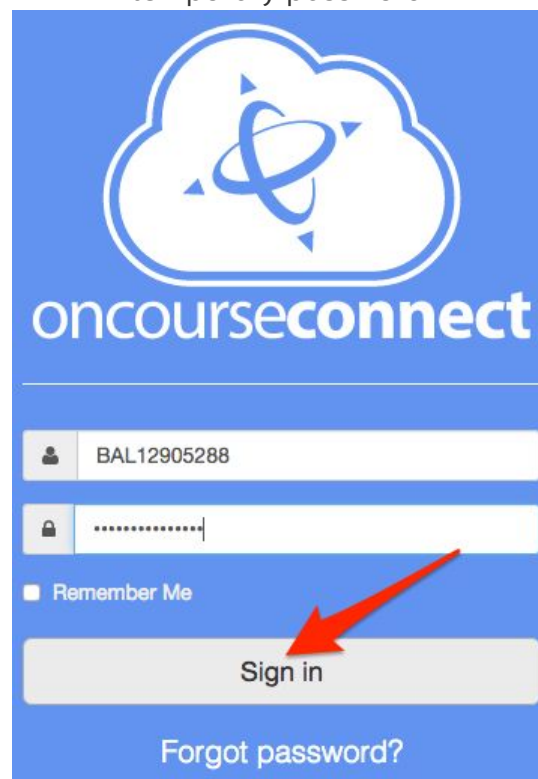 oncourseconnect
BAL12905288
•••••••••••••••
Remember Me
Sign in
Forgot password?